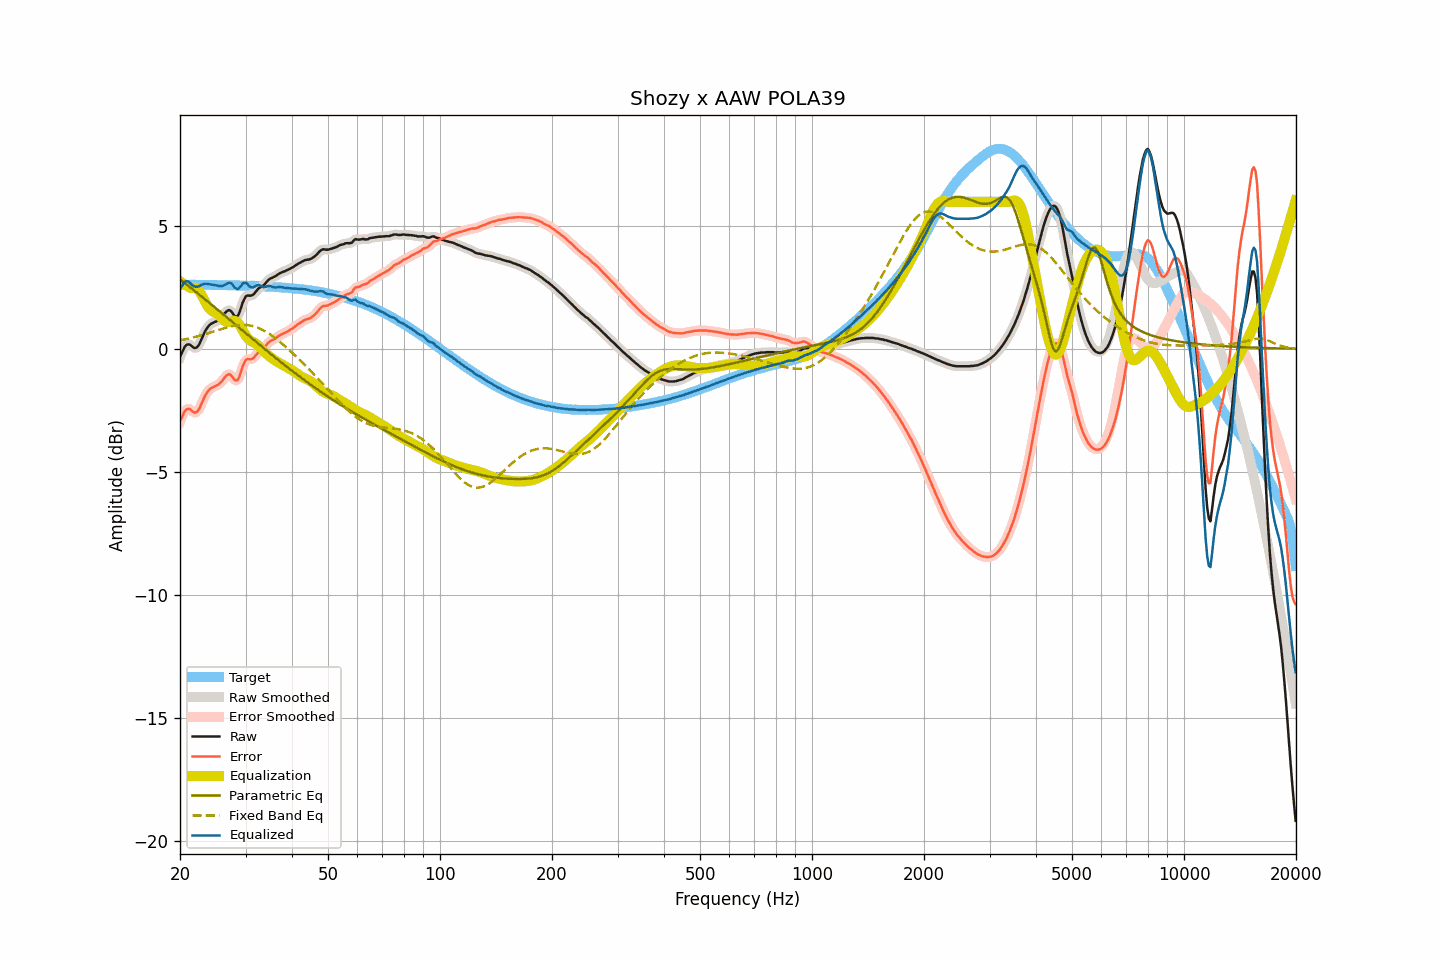 Shozy x AAW POLA39
Amplitude (dBr)
5
0
−5
−10
−15
−20
Target
Raw Smoothed
Error Smoothed
Raw
Error
Equalization
Parametric Eq
Fixed Band Eq
Equalized
20 50 100 200 500 1000 2000 5000 10000 20000
Frequency (Hz)